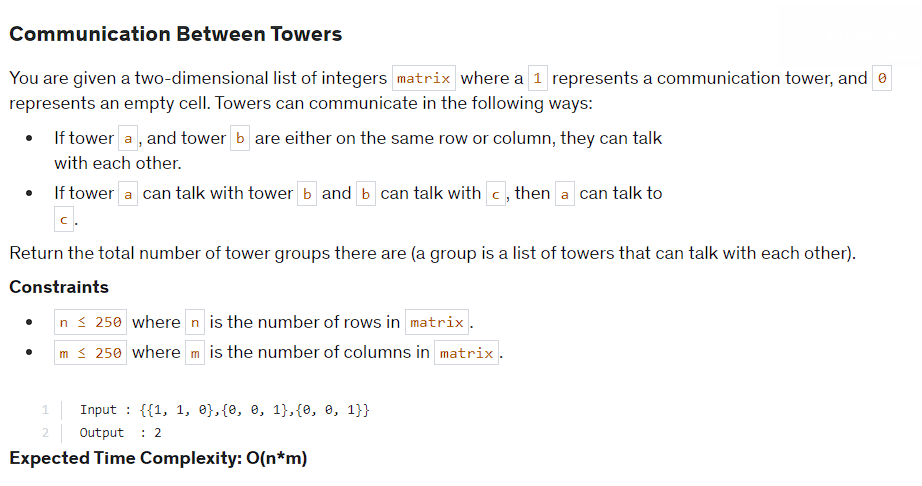 Communication Between Towers
You are given a two-dimensional list of integers matrix where a 1 represents a communication tower, and 0
represents an empty cell. Towers can communicate in the following ways:
• If tower a, and tower b are either on the same row or column, they can talk
with each other.
• If tower a can talk with tower b and b can talk with c, then a can talk to
c.
Return the total number of tower groups there are (a group is a list of towers that can talk with each other).
Constraints
• n ≤ 250 where n is the number of rows in matrix.
• m ≤ 250 where m is the number of columns in matrix.
1 Input : {{1, 1, 0},{0, 0, 1},{0, 0, 1}}
2 Output : 2
Expected Time Complexity: O(n*m)